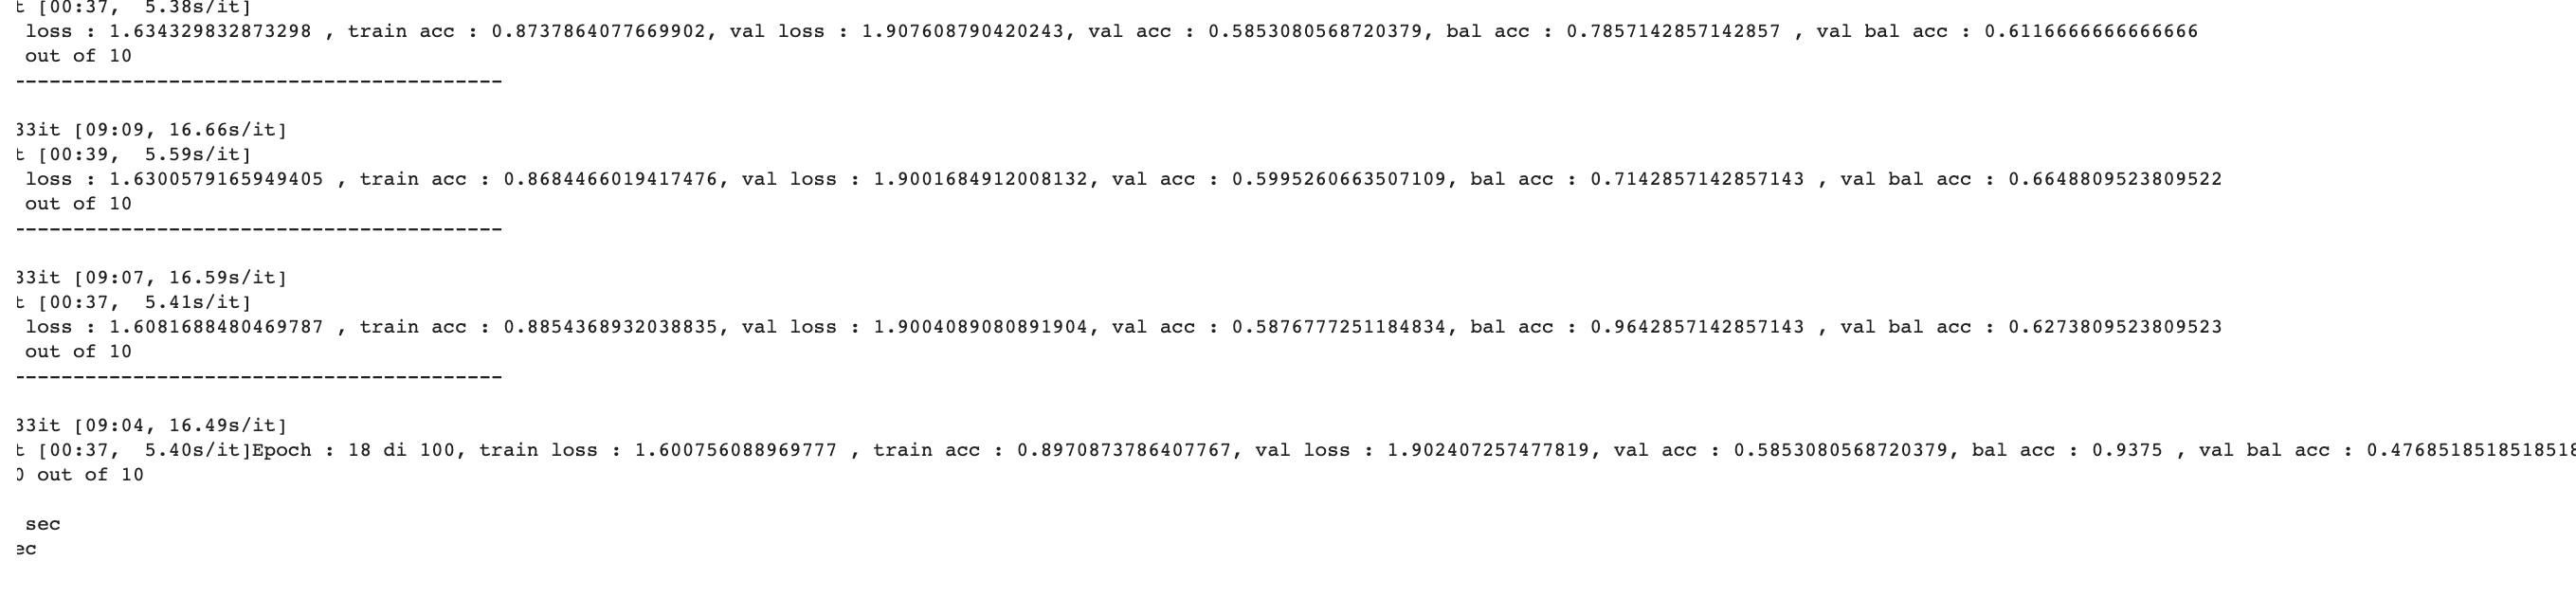 t [00:37,  5.38s/it]
loss : 1.634329832873298 , train acc : 0.8737864077669902, val loss : 1.907608790420243, val acc : 0.5853080568720379, bal acc : 0.7857142857142857 , val bal acc : 0.6116666666666666
out of 10
-----------------------------------------
33it [09:09, 16.66s/it]
t [00:39,  5.59s/it]
loss : 1.6300579165949405 , train acc : 0.8684466019417476, val loss : 1.9001684912008132, val acc : 0.5995260663507109, bal acc : 0.7142857142857143 , val bal acc : 0.6648809523809522
out of 10
-----------------------------------------
33it [09:07, 16.59s/it]
t [00:37,  5.41s/it]
loss : 1.6081688480469787 , train acc : 0.8854368932038835, val loss : 1.9004089080891904, val acc : 0.5876777251184834, bal acc : 0.9642857142857143 , val bal acc : 0.6273809523809523
out of 10
-----------------------------------------
33it [09:04, 16.49s/it]
t [00:37,  5.40s/it]Epoch : 18 di 100, train loss : 1.600756088969777 , train acc : 0.8970873786407767, val loss : 1.902407257477819, val acc : 0.5853080568720379, bal acc : 0.9375 , val bal acc : 0.4768518518518518
0 out of 10
sec
ec